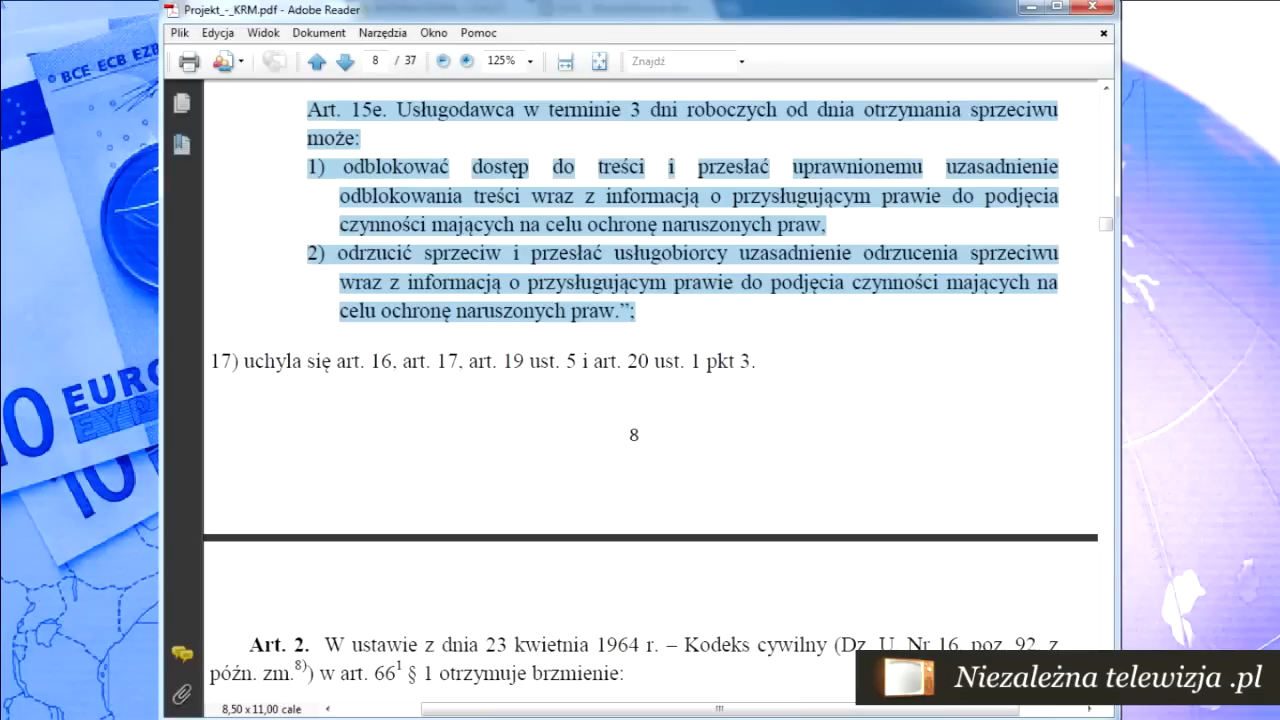 Projekt_-_KRM.pdf - Adobe Reader
Plik Edycja Widok Dokument Narzędzia Okno Pomoc
8 / 37 125% Znajdź
BCE ECB EZB
Art. 15e. Usługodawca w terminie 3 dni roboczych od dnia otrzymania sprzeciwu
może:
1) odblokować dostęp do treści i przesłać uprawnionemu uzasadnienie
odblokowania treści wraz z informacją o przysługującym prawie do podjęcia
czynności mających na celu ochronę naruszonych praw,
2) odrzucić sprzeciw i przesłać usługobiorcy uzasadnienie odrzucenia sprzeciwu
wraz z informacją o przysługującym prawie do podjęcia czynności mających na
celu ochronę naruszonych praw.”;
17) uchyla się art. 16, art. 17, art. 19 ust. 5 i art. 20 ust. 1 pkt 3.
10 EURO
10
8
Art. 2. W ustawie z dnia 23 kwietnia 1964 r. – Kodeks cywilny (Dz. U. Nr 16, poz. 92, z
późn. zm.8)) w art. 661 § 1 otrzymuje brzmienie:
Niezależna telewizja .pl
8,50 x 11,00 cale